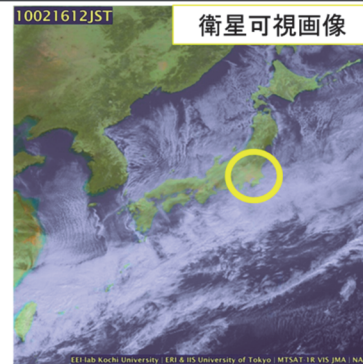 10021612JST
衛星可視画像
EEI-lab Kochi University | ERI & IIS University of Tokyo | MTSAT 1R VIS JMA | NA